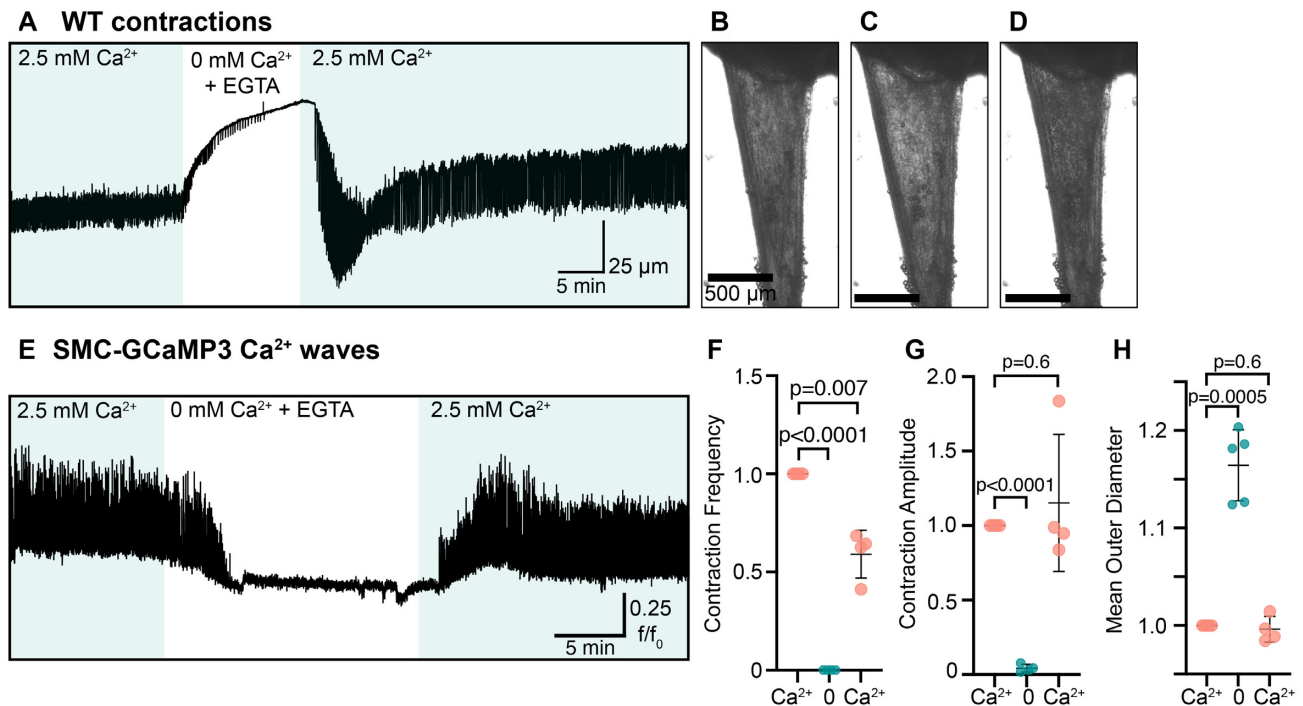 A WT contractions
2.5 mM Ca²⁺
0 mM Ca²⁺
+ EGTA
2.5 mM Ca²⁺
25 µm
5 min
B
500 µm
C
D
E SMC-GCaMP3 Ca²⁺ waves
2.5 mM Ca²⁺
0 mM Ca²⁺ + EGTA
2.5 mM Ca²⁺
0.25
f/f₀
5 min
F
Contraction Frequency
1.5
1.0
0.5
0
p=0.007
p<0.0001
Ca²⁺ 0 Ca²⁺
G
Contraction Amplitude
2.0
1.5
1.0
0.5
0
p=0.6
p<0.0001
Ca²⁺ 0 Ca²⁺
H
Mean Outer Diameter
1.2
1.1
1.0
p=0.6
p=0.0005
Ca²⁺ 0 Ca²⁺